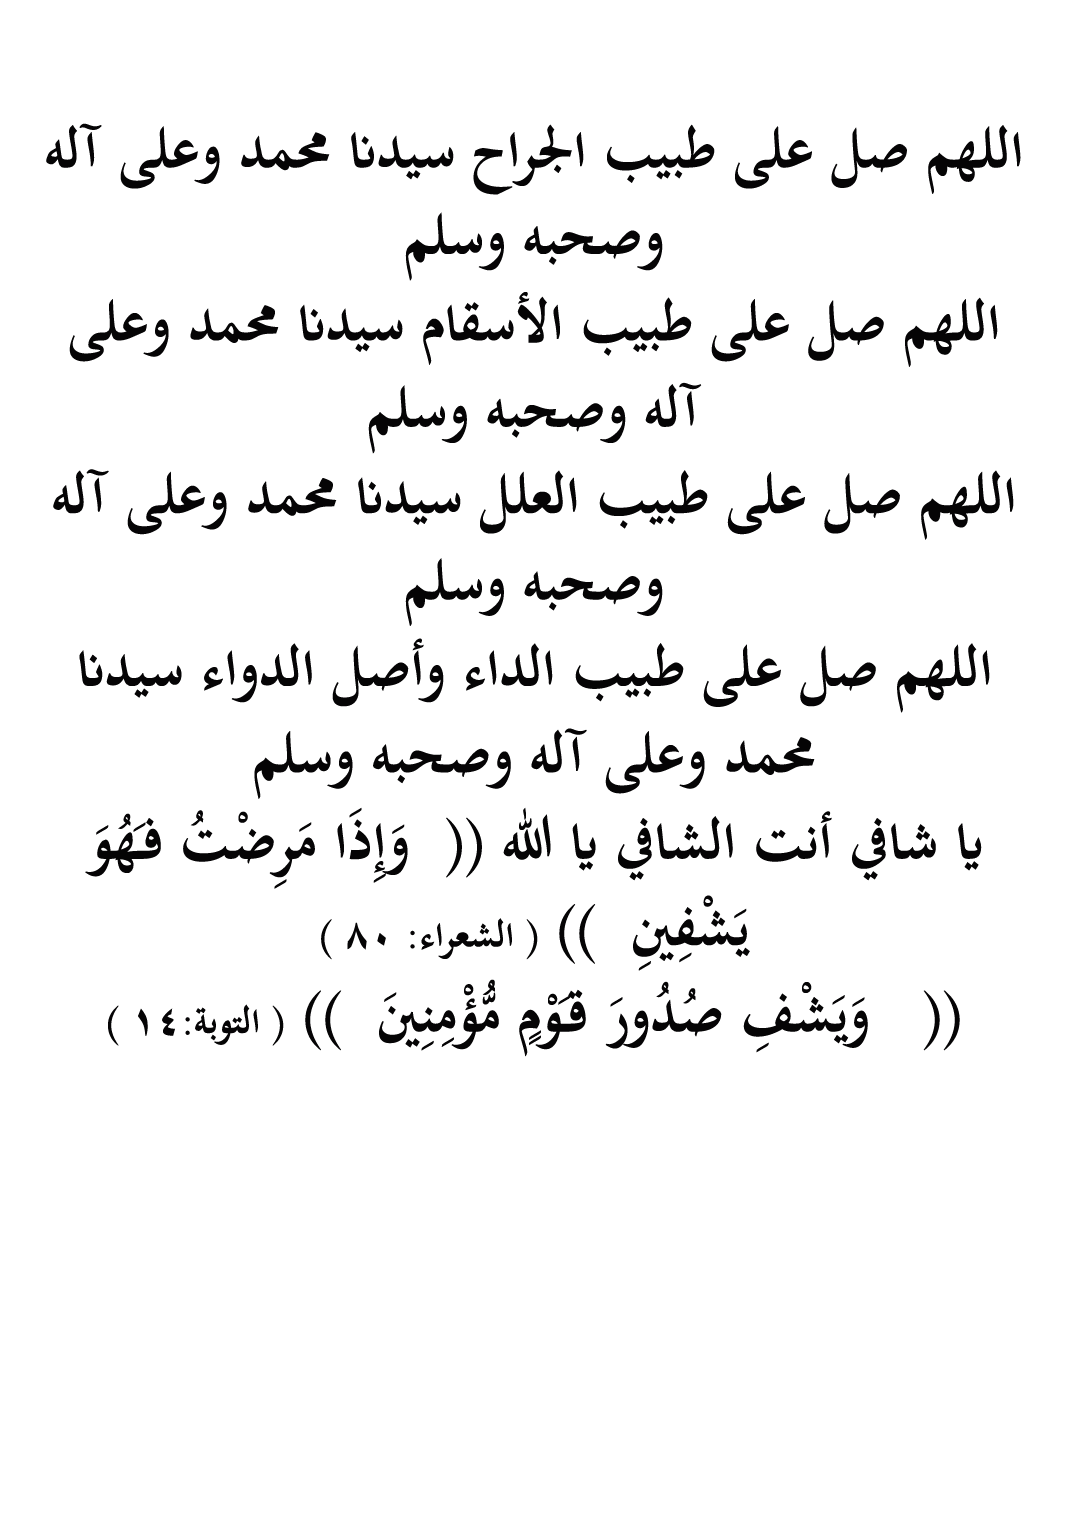 اللهم صل على طبيب الجراح سيدنا محمد وعلى آله
وصحبه وسلم
اللهم صل على طبيب الأسقام سيدنا محمد وعلى
آله وصحبه وسلم
اللهم صل على طبيب العلل سيدنا محمد وعلى آله
وصحبه وسلم
اللهم صل على طبيب الداء وأصل الدواء سيدنا
محمد وعلى آله وصحبه وسلم
يا شافي أنت الشافي يا الله (( وَإِذَا مَرِضْتُ فَهُوَ
يَشْفِينِ )) ( الشعراء: ٨٠ )
(( وَيَشْفِ صُدُورَ قَوْمٍ مُّؤْمِنِينَ )) ( التوبة:١٤ )